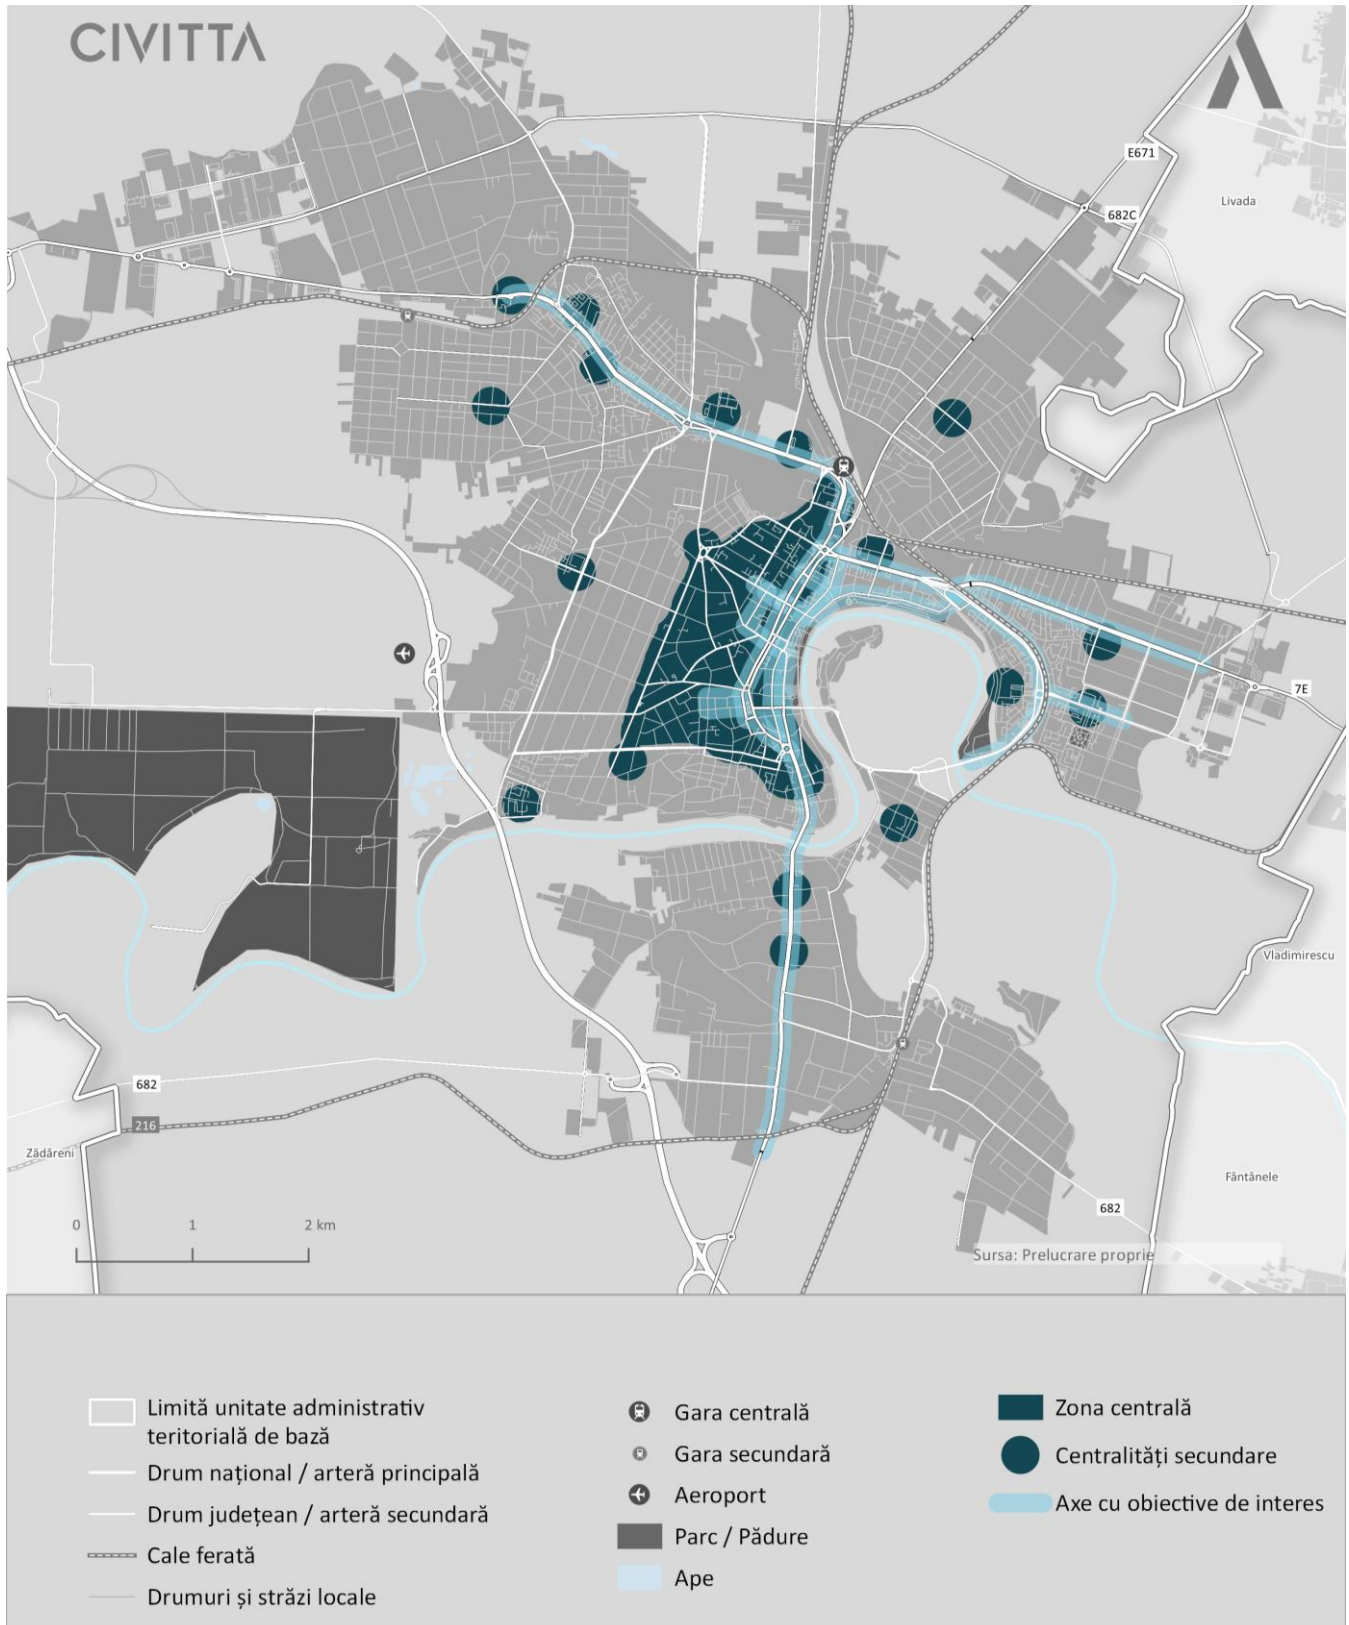 CIVITTA
E671
Livada
682C
7E
Vladimirescu
682
216
Zădăreni
Fântânele
682
0 1 2 km
Sursa: Prelucrare proprie
Limită unitate administrativ
teritorială de bază
Drum național / arteră principală
Drum județean / arteră secundară
Cale ferată
Drumuri și străzi locale
Gara centrală
Gara secundară
Aeroport
Parc / Pădure
Ape
Zona centrală
Centralități secundare
Axe cu obiective de interes